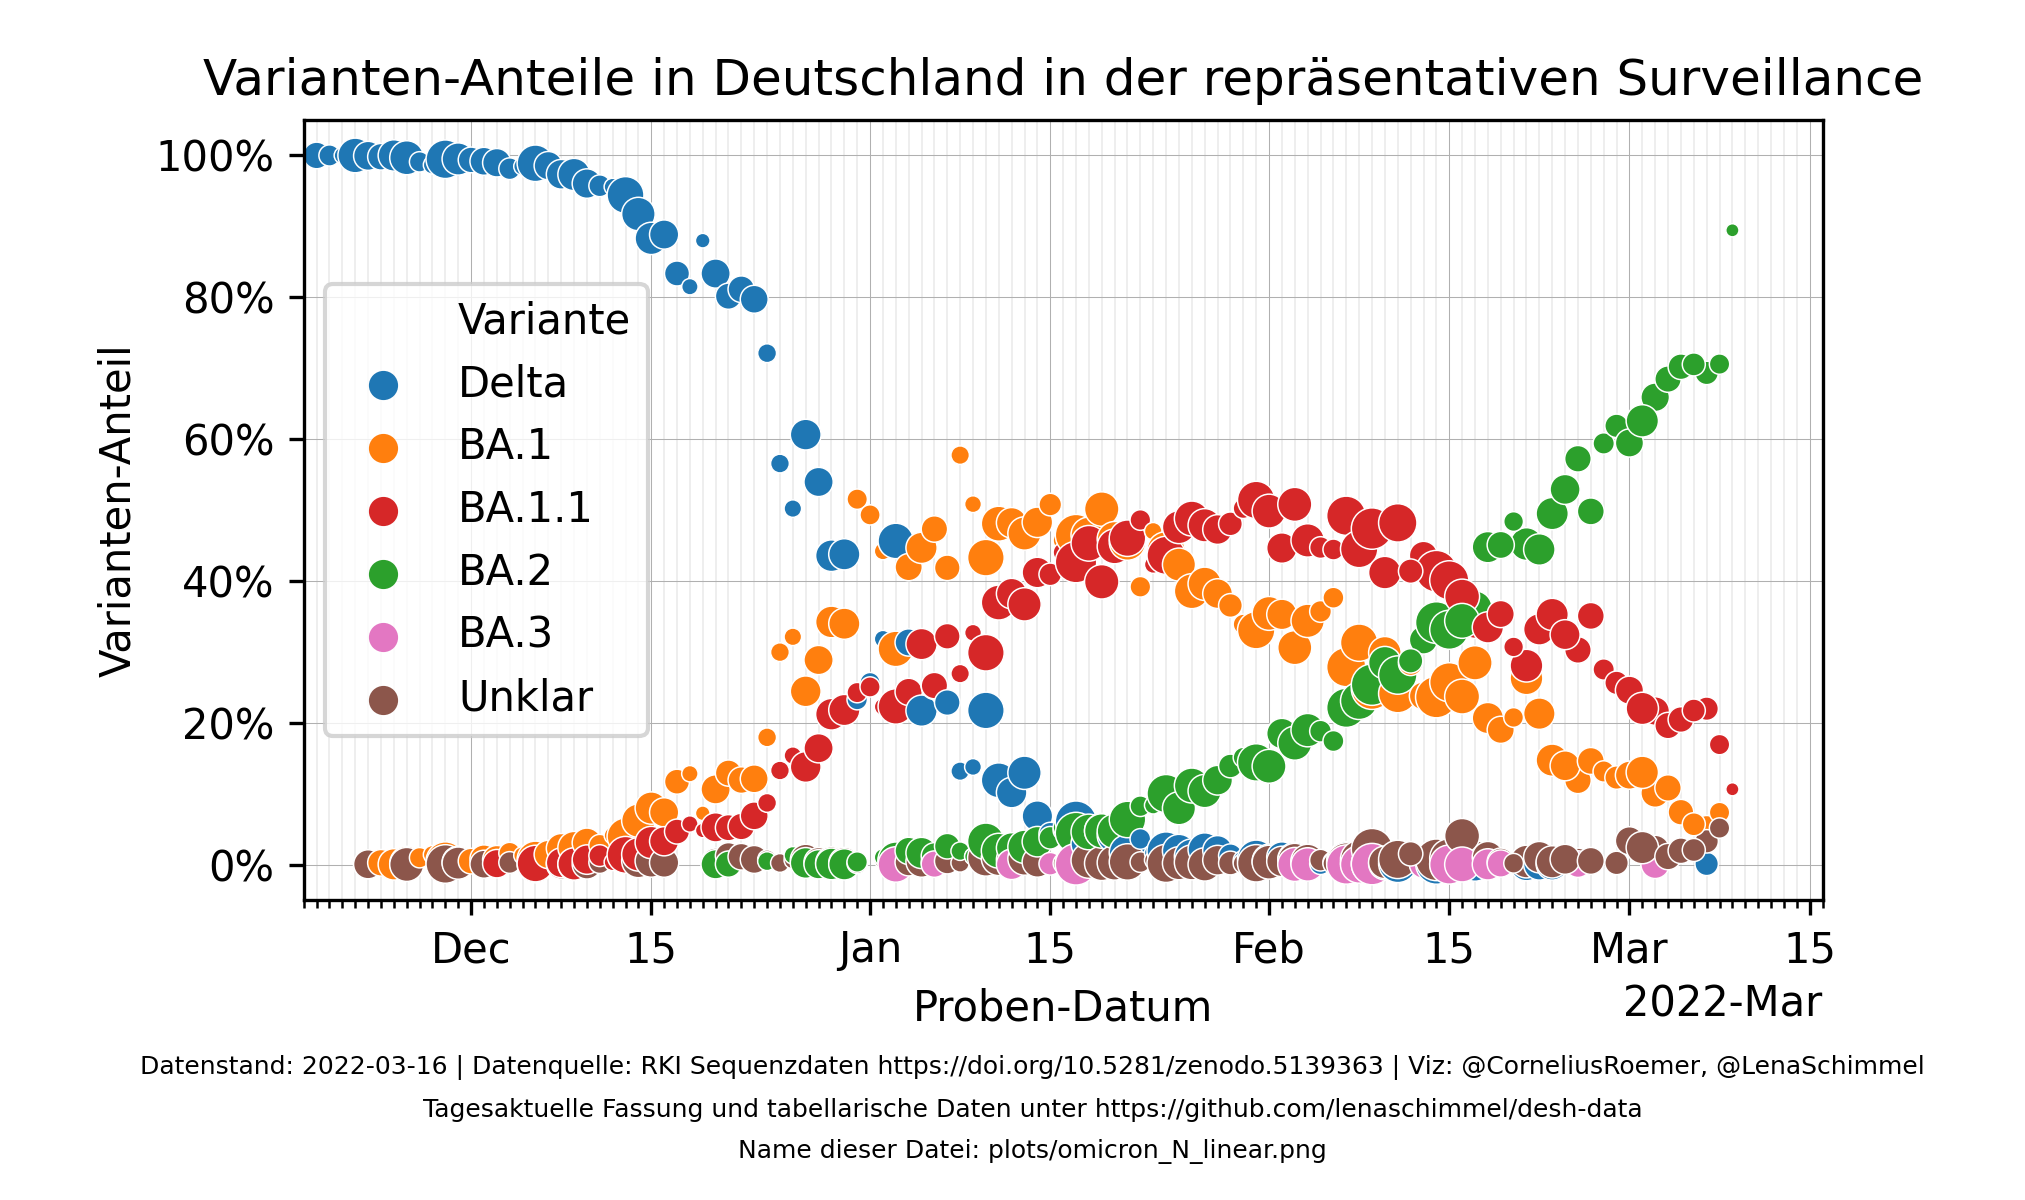 Varianten-Anteile in Deutschland in der repräsentativen Surveillance
Varianten-Anteil
100%
80%
60%
40%
20%
0%
Variante
Delta
BA.1
BA.1.1
BA.2
BA.3
Unklar
Dec 15 Jan 15 Feb 15 Mar 15
Proben-Datum
2022-Mar
Datenstand: 2022-03-16 | Datenquelle: RKI Sequenzdaten https://doi.org/10.5281/zenodo.5139363 | Viz: @CorneliusRoemer, @LenaSchimmel
Tagesaktuelle Fassung und tabellarische Daten unter https://github.com/lenaschimmel/desh-data
Name dieser Datei: plots/omicron_N_linear.png